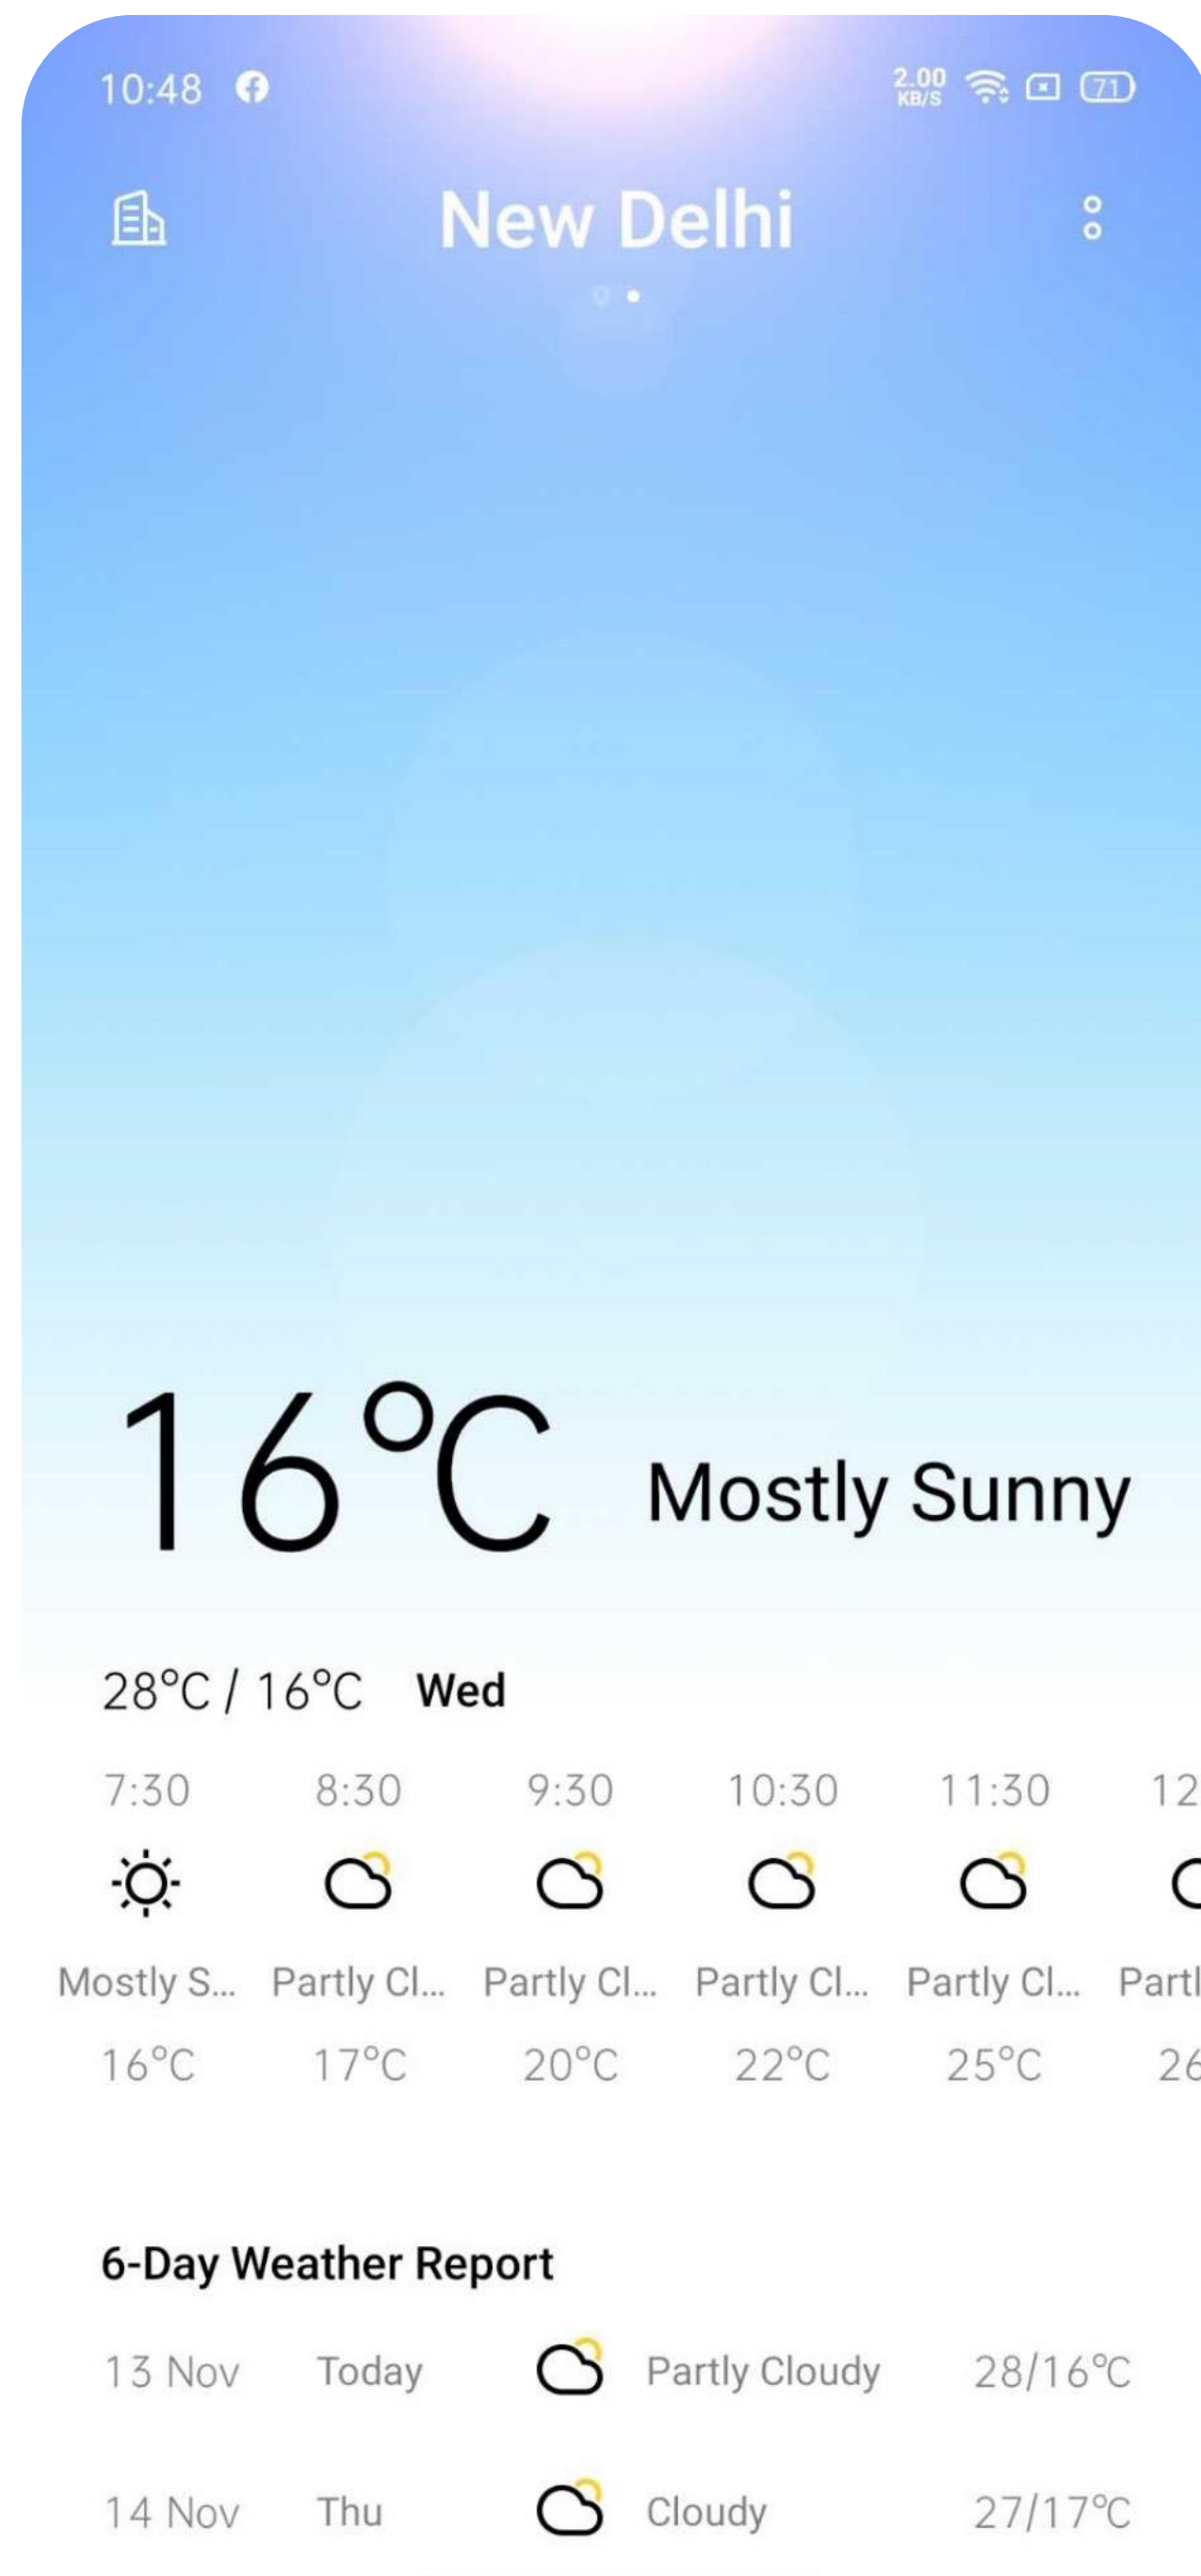 10:48 2.00 KB/S 71
New Delhi
16°C Mostly Sunny
28°C / 16°C Wed
7:30 8:30 9:30 10:30 11:30 12
Mostly S... Partly Cl... Partly Cl... Partly Cl... Partly Cl... Partl
16°C 17°C 20°C 22°C 25°C 26
6-Day Weather Report
13 Nov Today Partly Cloudy 28/16°C
14 Nov Thu Cloudy 27/17°C